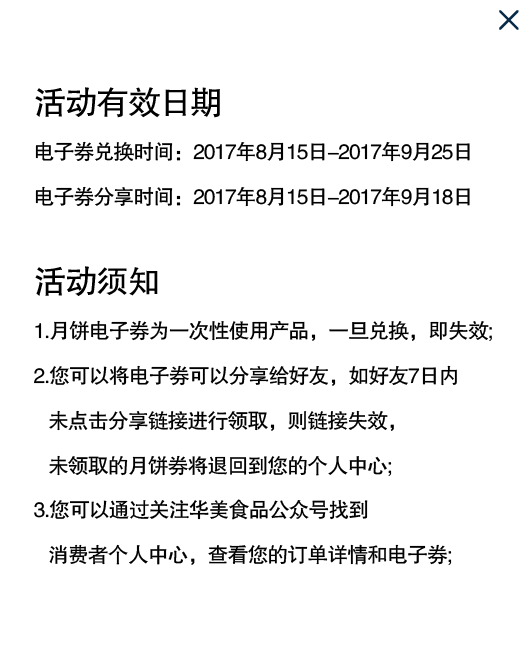 活动有效日期
电子券兑换时间：2017年8月15日-2017年9月25日
电子券分享时间：2017年8月15日-2017年9月18日
活动须知
1.月饼电子券为一次性使用产品，一旦兑换，即失效;
2.您可以将电子券可以分享给好友，如好友7日内
未点击分享链接进行领取，则链接失效，
未领取的月饼券将退回到您的个人中心;
3.您可以通过关注华美食品公众号找到
消费者个人中心，查看您的订单详情和电子券;